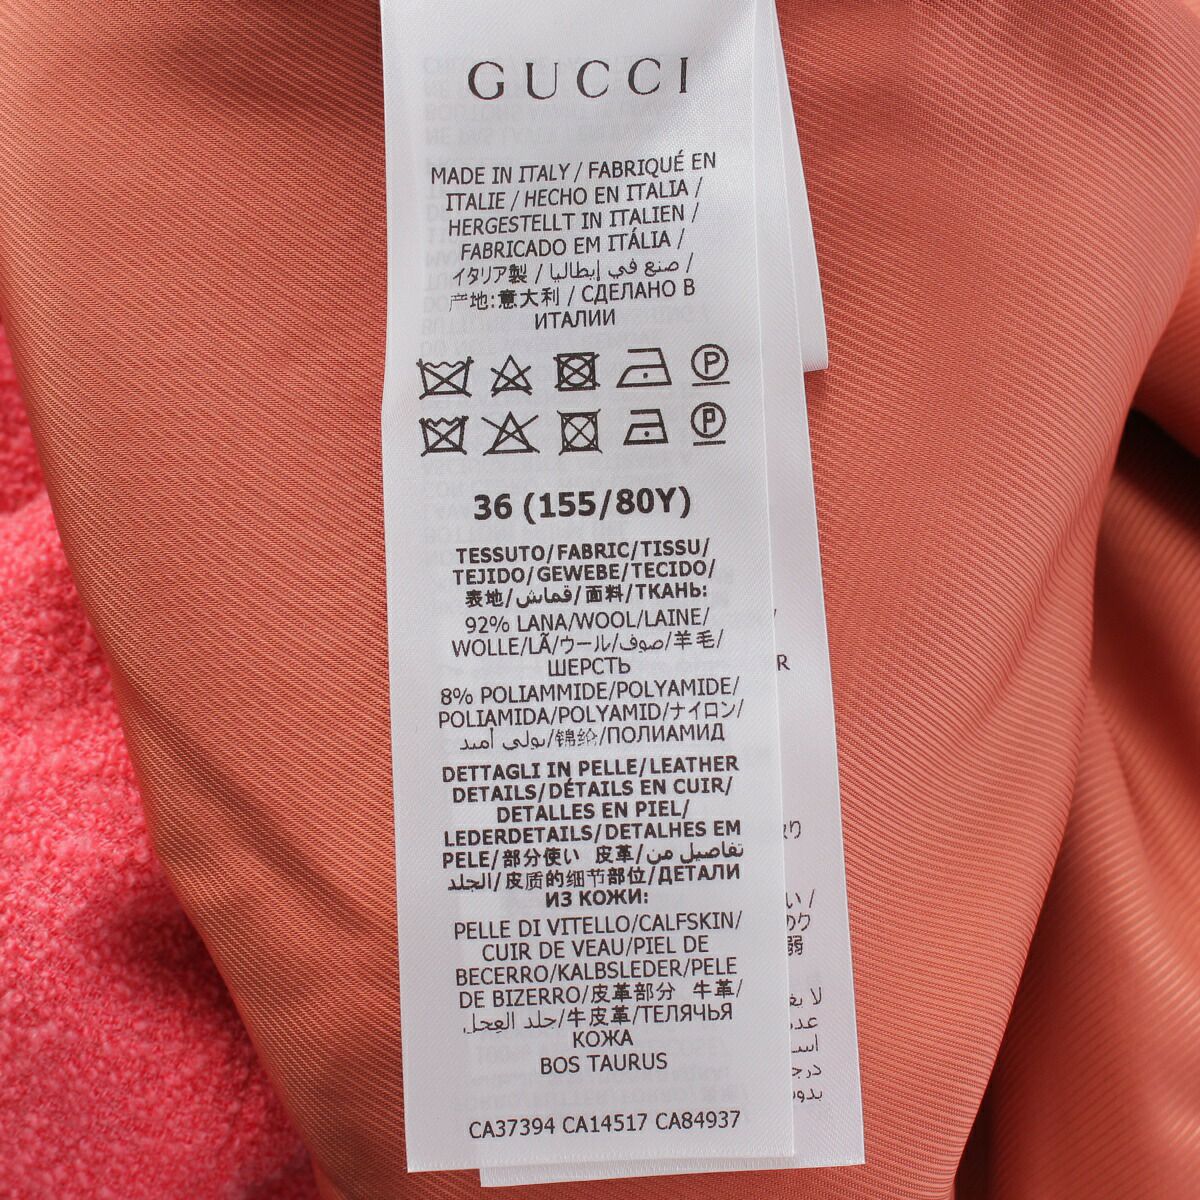 GUCCI
MADE IN ITALY / FABRIQUÉ EN
ITALIE / HECHO EN ITALIA /
HERGESTELLT IN ITALIEN /
FABRICADO EM ITÁLIA /
イタリア製 / صنع في إيطاليا /
产地:意大利 / СДЕЛАНО В
ИТАЛИИ
P
P
36 (155/80Y)
TESSUTO/FABRIC/TISSU/
TEJIDO/GEWEBE/TECIDO/
表地/قماش/面料/ТКАНЬ:
92% LANA/WOOL/LAINE/
WOLLE/LÃ/ウール/صوف/羊毛/
ШЕРСТЬ
8% POLIAMMIDE/POLYAMIDE/
POLIAMIDA/POLYAMID/ナイロン/
بولي أميد/锦纶/ПОЛИАМИД
DETTAGLI IN PELLE/LEATHER
DETAILS/DÉTAILS EN CUIR/
DETALLES EN PIEL/
LEDERDETAILS/DETALHES EM
PELE/部分使い 皮革/تفاصيل من
الجلد/皮质的细节部位/ДЕТАЛИ
ИЗ КОЖИ:
PELLE DI VITELLO/CALFSKIN/
CUIR DE VEAU/PIEL DE
BECERRO/KALBSLEDER/PELE
DE BIZERRO/皮革部分 牛革/
جلد العجل/牛皮革/ТЕЛЯЧЬЯ
КОЖА
BOS TAURUS
CA37394 CA14517 CA84937